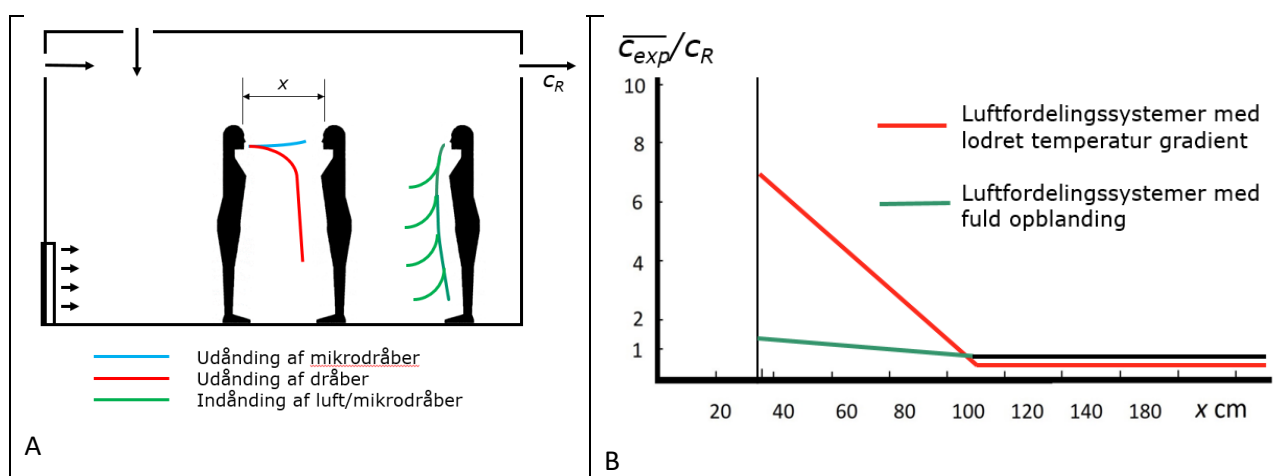 x
c_R
Udånding af mikrodråber
Udånding af dråber
Indånding af luft/mikrodråber
A
c_exp/c_R
10
8
6
4
2
1
Luftfordelingssystemer med
lodret temperatur gradient
Luftfordelingssystemer med
fuld opblanding
20 40 60 80 100 120 140 180 x cm
B